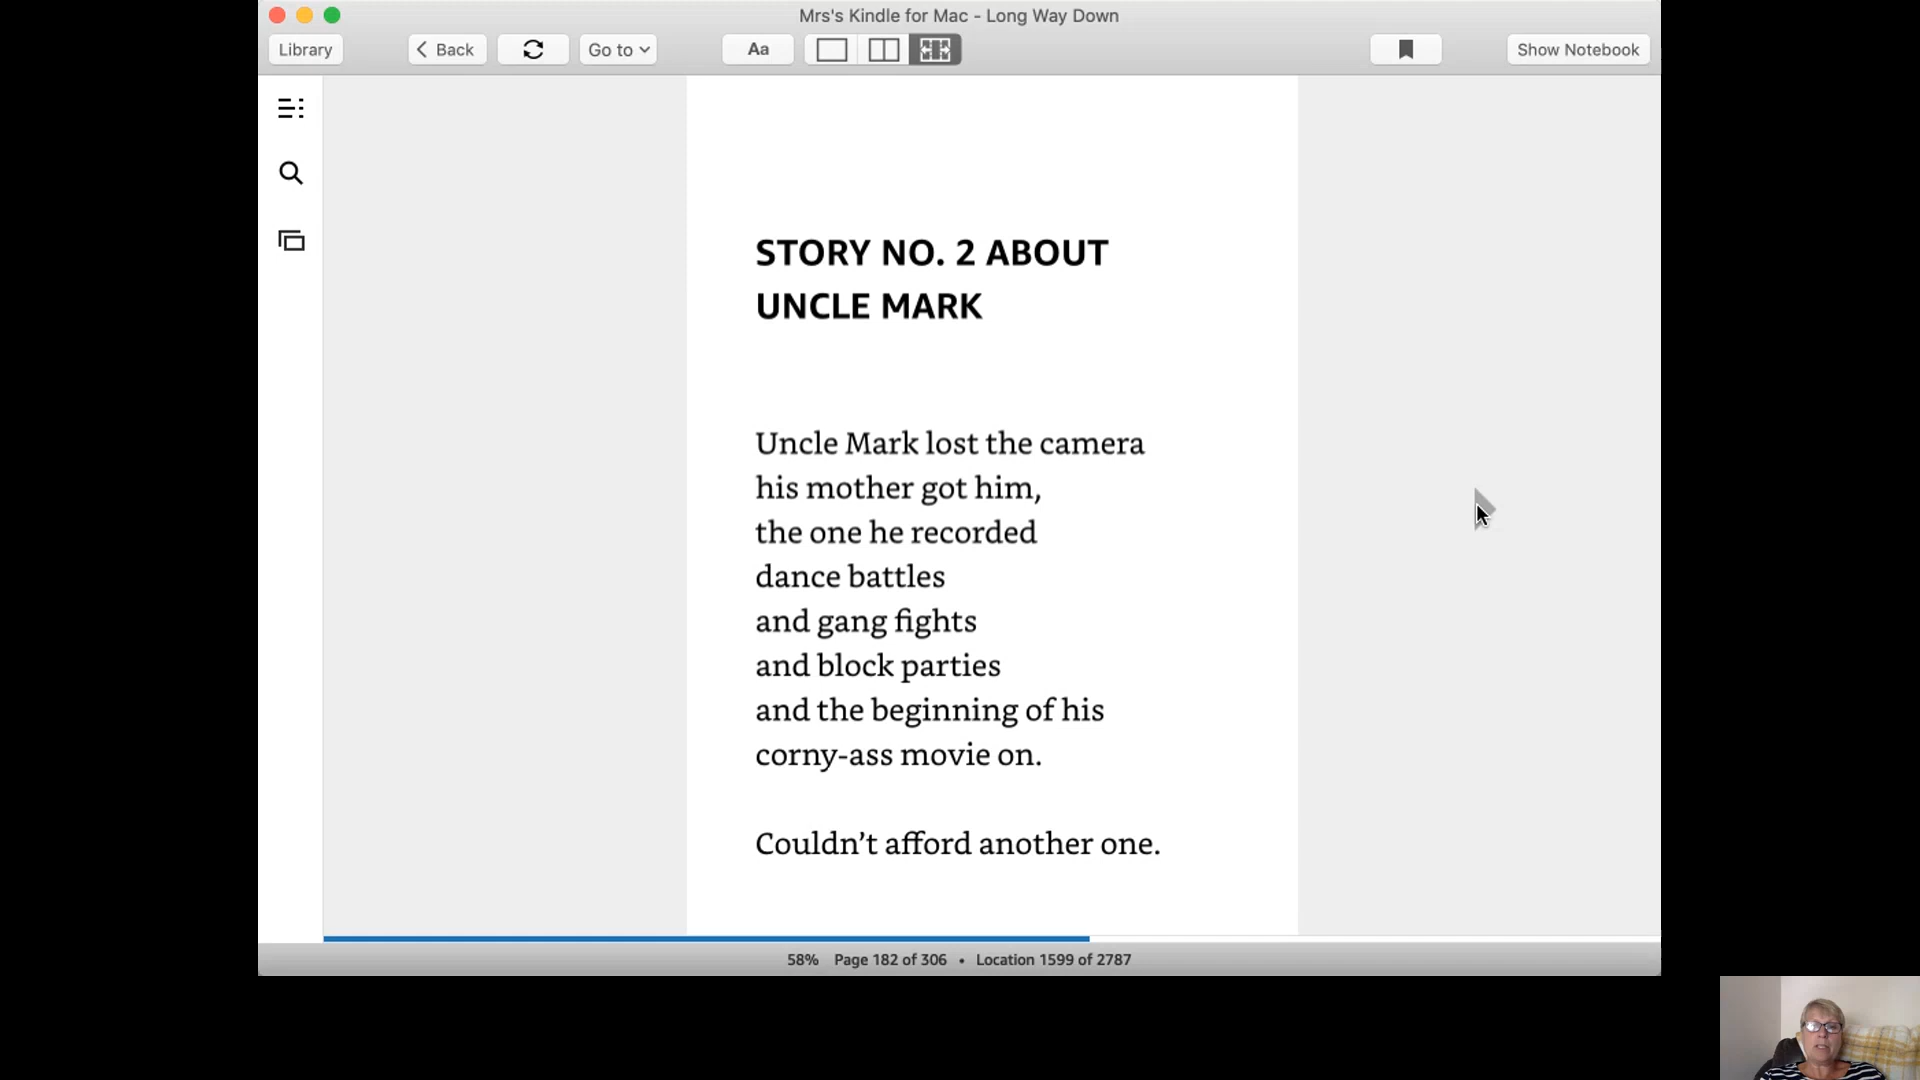 Mrs's Kindle for Mac - Long Way Down
Library
Back
Go to
Aa
Show Notebook
STORY NO. 2 ABOUT
UNCLE MARK
Uncle Mark lost the camera
his mother got him,
the one he recorded
dance battles
and gang fights
and block parties
and the beginning of his
corny-ass movie on.
Couldn’t afford another one.
58% Page 182 of 306 • Location 1599 of 2787